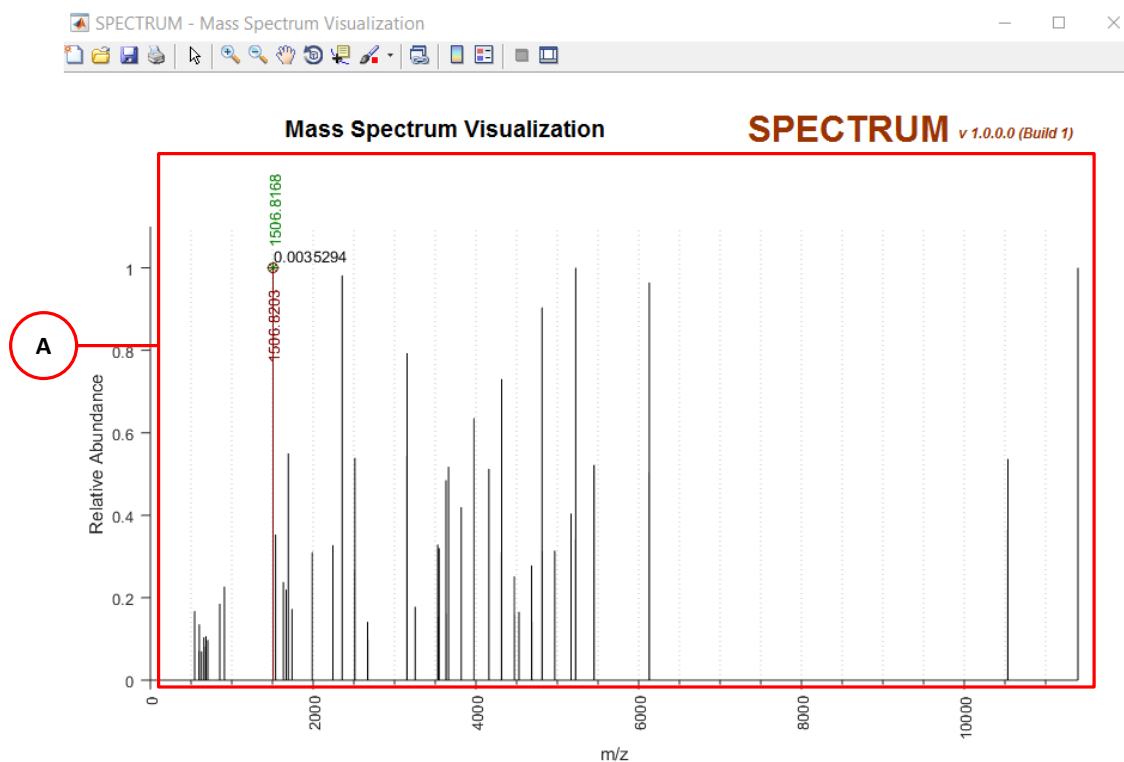 SPECTRUM - Mass Spectrum Visualization
Mass Spectrum Visualization
SPECTRUM v 1.0.0.0 (Build 1)
1506.8168
0.0035294
1506.8203
A
Relative Abundance
1
0.8
0.6
0.4
0.2
0
0 2000 4000 6000 8000 10000
m/z